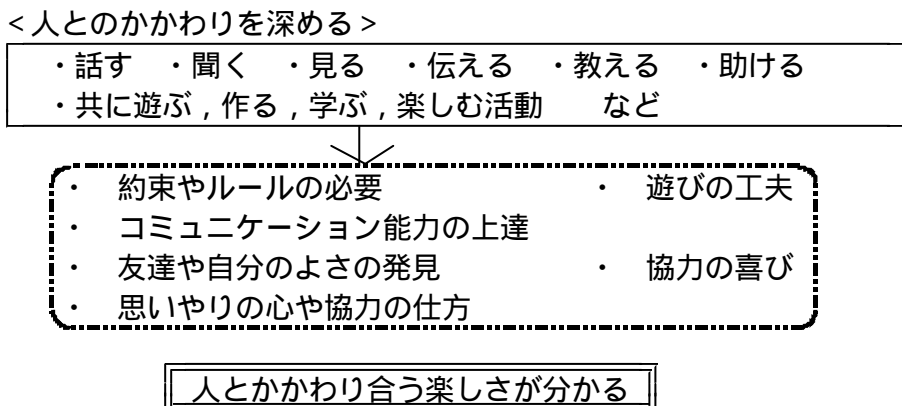 <人とのかかわりを深める>
・話す ・聞く ・見る ・伝える ・教える ・助ける
・共に遊ぶ,作る,学ぶ,楽しむ活動 など
・ 約束やルールの必要 ・ 遊びの工夫
・ コミュニケーション能力の上達
・ 友達や自分のよさの発見 ・ 協力の喜び
・ 思いやりの心や協力の仕方
人とかかわり合う楽しさが分かる